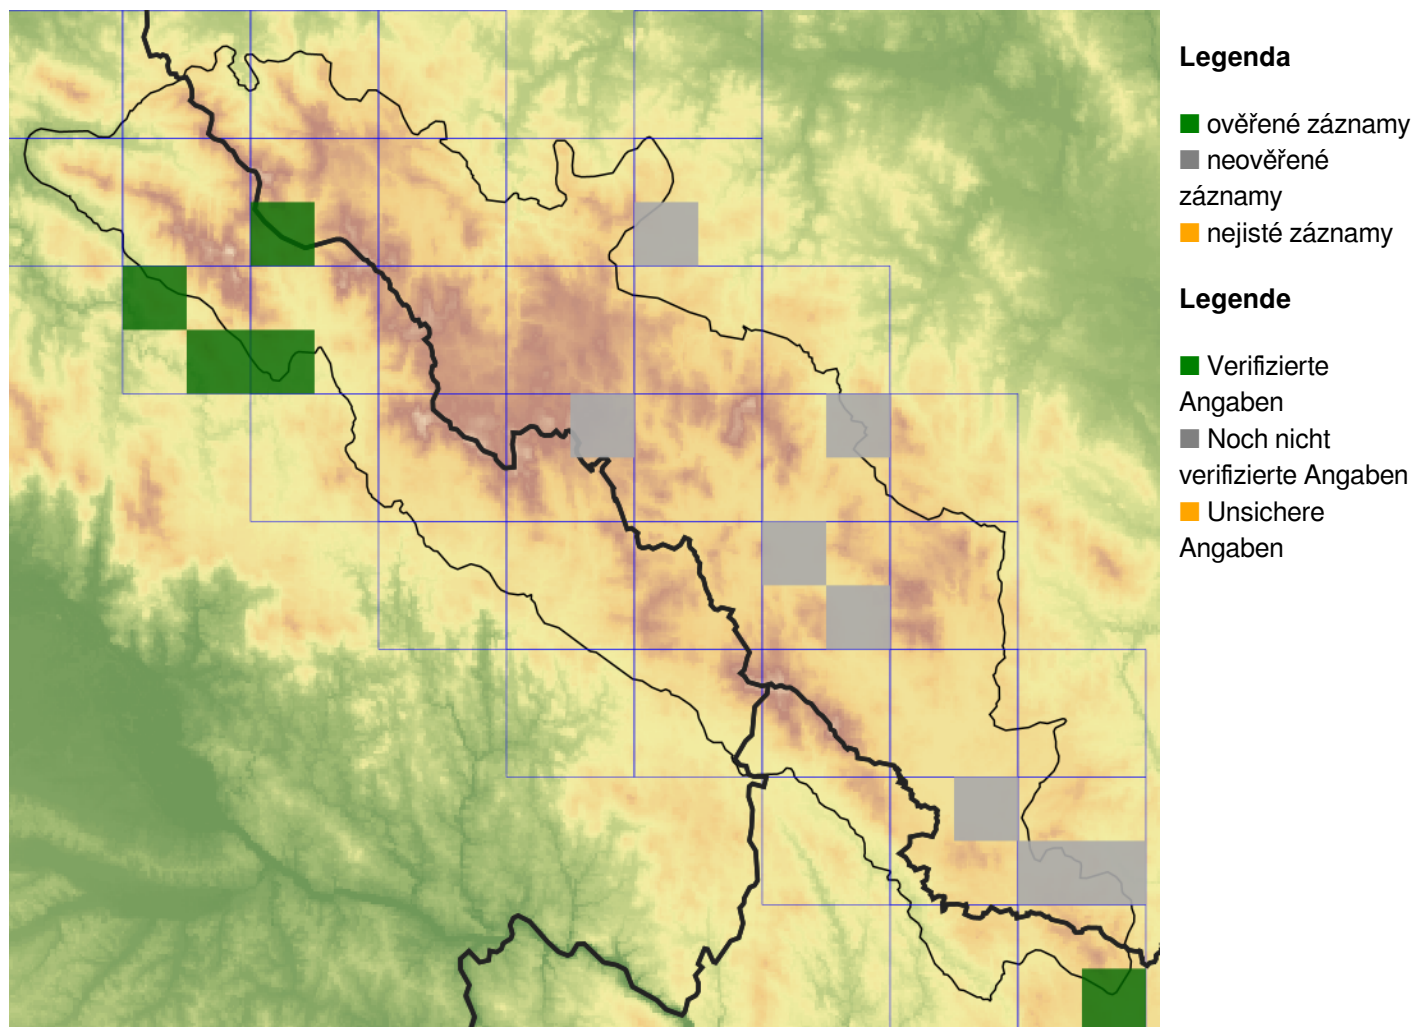 Legenda
ověřené záznamy
neověřené
záznamy
nejisté záznamy
Legende
Verifizierte
Angaben
Noch nicht
verifizierte Angaben
Unsichere
Angaben